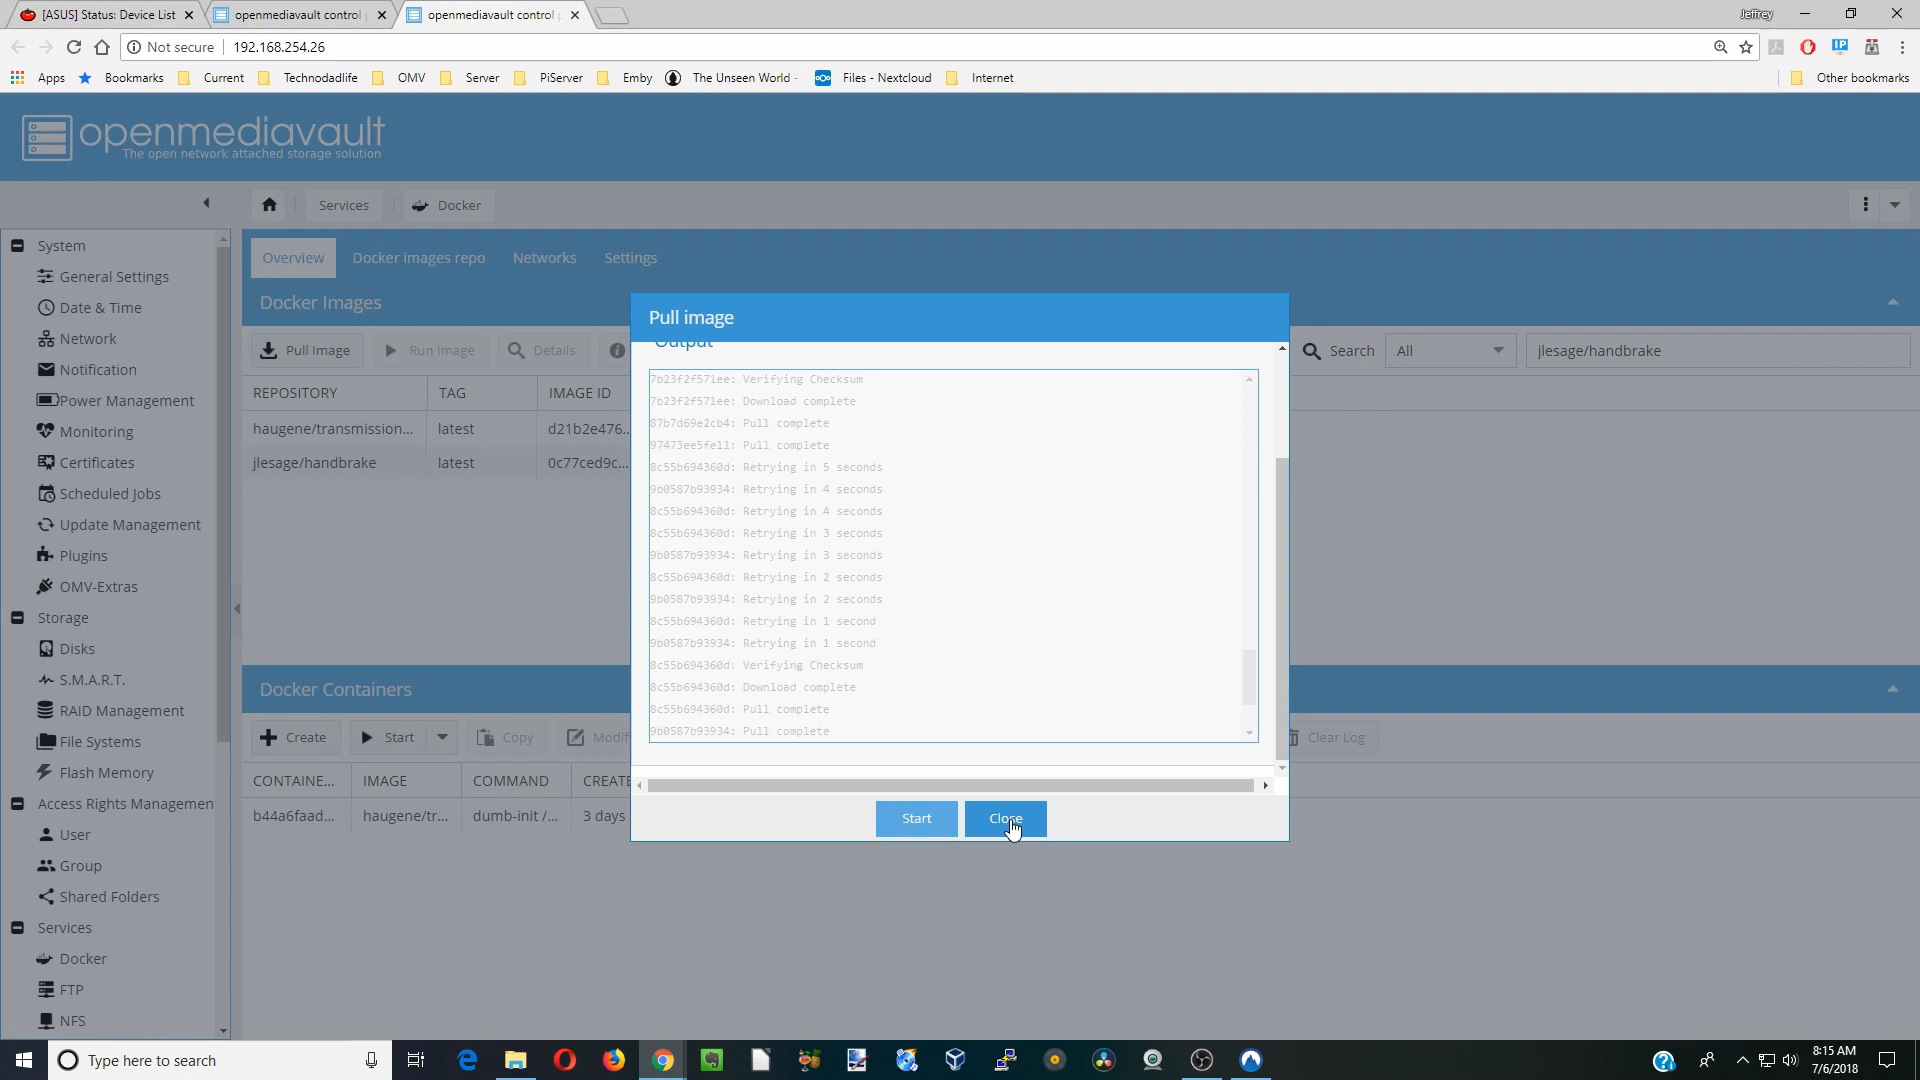 [ASUS] Status: Device List
openmediavault control
openmediavault control
Jeffrey
Not secure
192.168.254.26
Apps
Bookmarks
Current
Technodadlife
OMV
Server
PiServer
Emby
The Unseen World -
Files - Nextcloud
Internet
Other bookmarks
openmediavault
The open network attached storage solution
Services
Docker
System
General Settings
Date & Time
Network
Notification
Power Management
Monitoring
Certificates
Scheduled Jobs
Update Management
Plugins
OMV-Extras
Storage
Disks
S.M.A.R.T.
RAID Management
File Systems
Flash Memory
Access Rights Managemen
User
Group
Shared Folders
Services
Docker
FTP
NFS
Overview
Docker images repo
Networks
Settings
Docker Images
Pull Image
Run Image
Details
Search
All
jlesage/handbrake
REPOSITORY
TAG
IMAGE ID
haugene/transmission...
latest
d21b2e476...
jlesage/handbrake
latest
0c77ced9c...
Docker Containers
Create
Start
Copy
Modif
Clear Log
CONTAINE...
IMAGE
COMMAND
CREATE
b44a6faad...
haugene/tr...
dumb-init /...
3 days
Pull image
Output
7b23f2f571ee: Verifying Checksum
7b23f2f571ee: Download complete
87b7d69e2cb4: Pull complete
97473ee5fe11: Pull complete
8c55b694360d: Retrying in 5 seconds
9b0587b93934: Retrying in 4 seconds
8c55b694360d: Retrying in 4 seconds
8c55b694360d: Retrying in 3 seconds
9b0587b93934: Retrying in 3 seconds
8c55b694360d: Retrying in 2 seconds
9b0587b93934: Retrying in 2 seconds
8c55b694360d: Retrying in 1 second
9b0587b93934: Retrying in 1 second
8c55b694360d: Verifying Checksum
8c55b694360d: Download complete
8c55b694360d: Pull complete
9b0587b93934: Pull complete
Start
Close
Type here to search
8:15 AM
7/6/2018